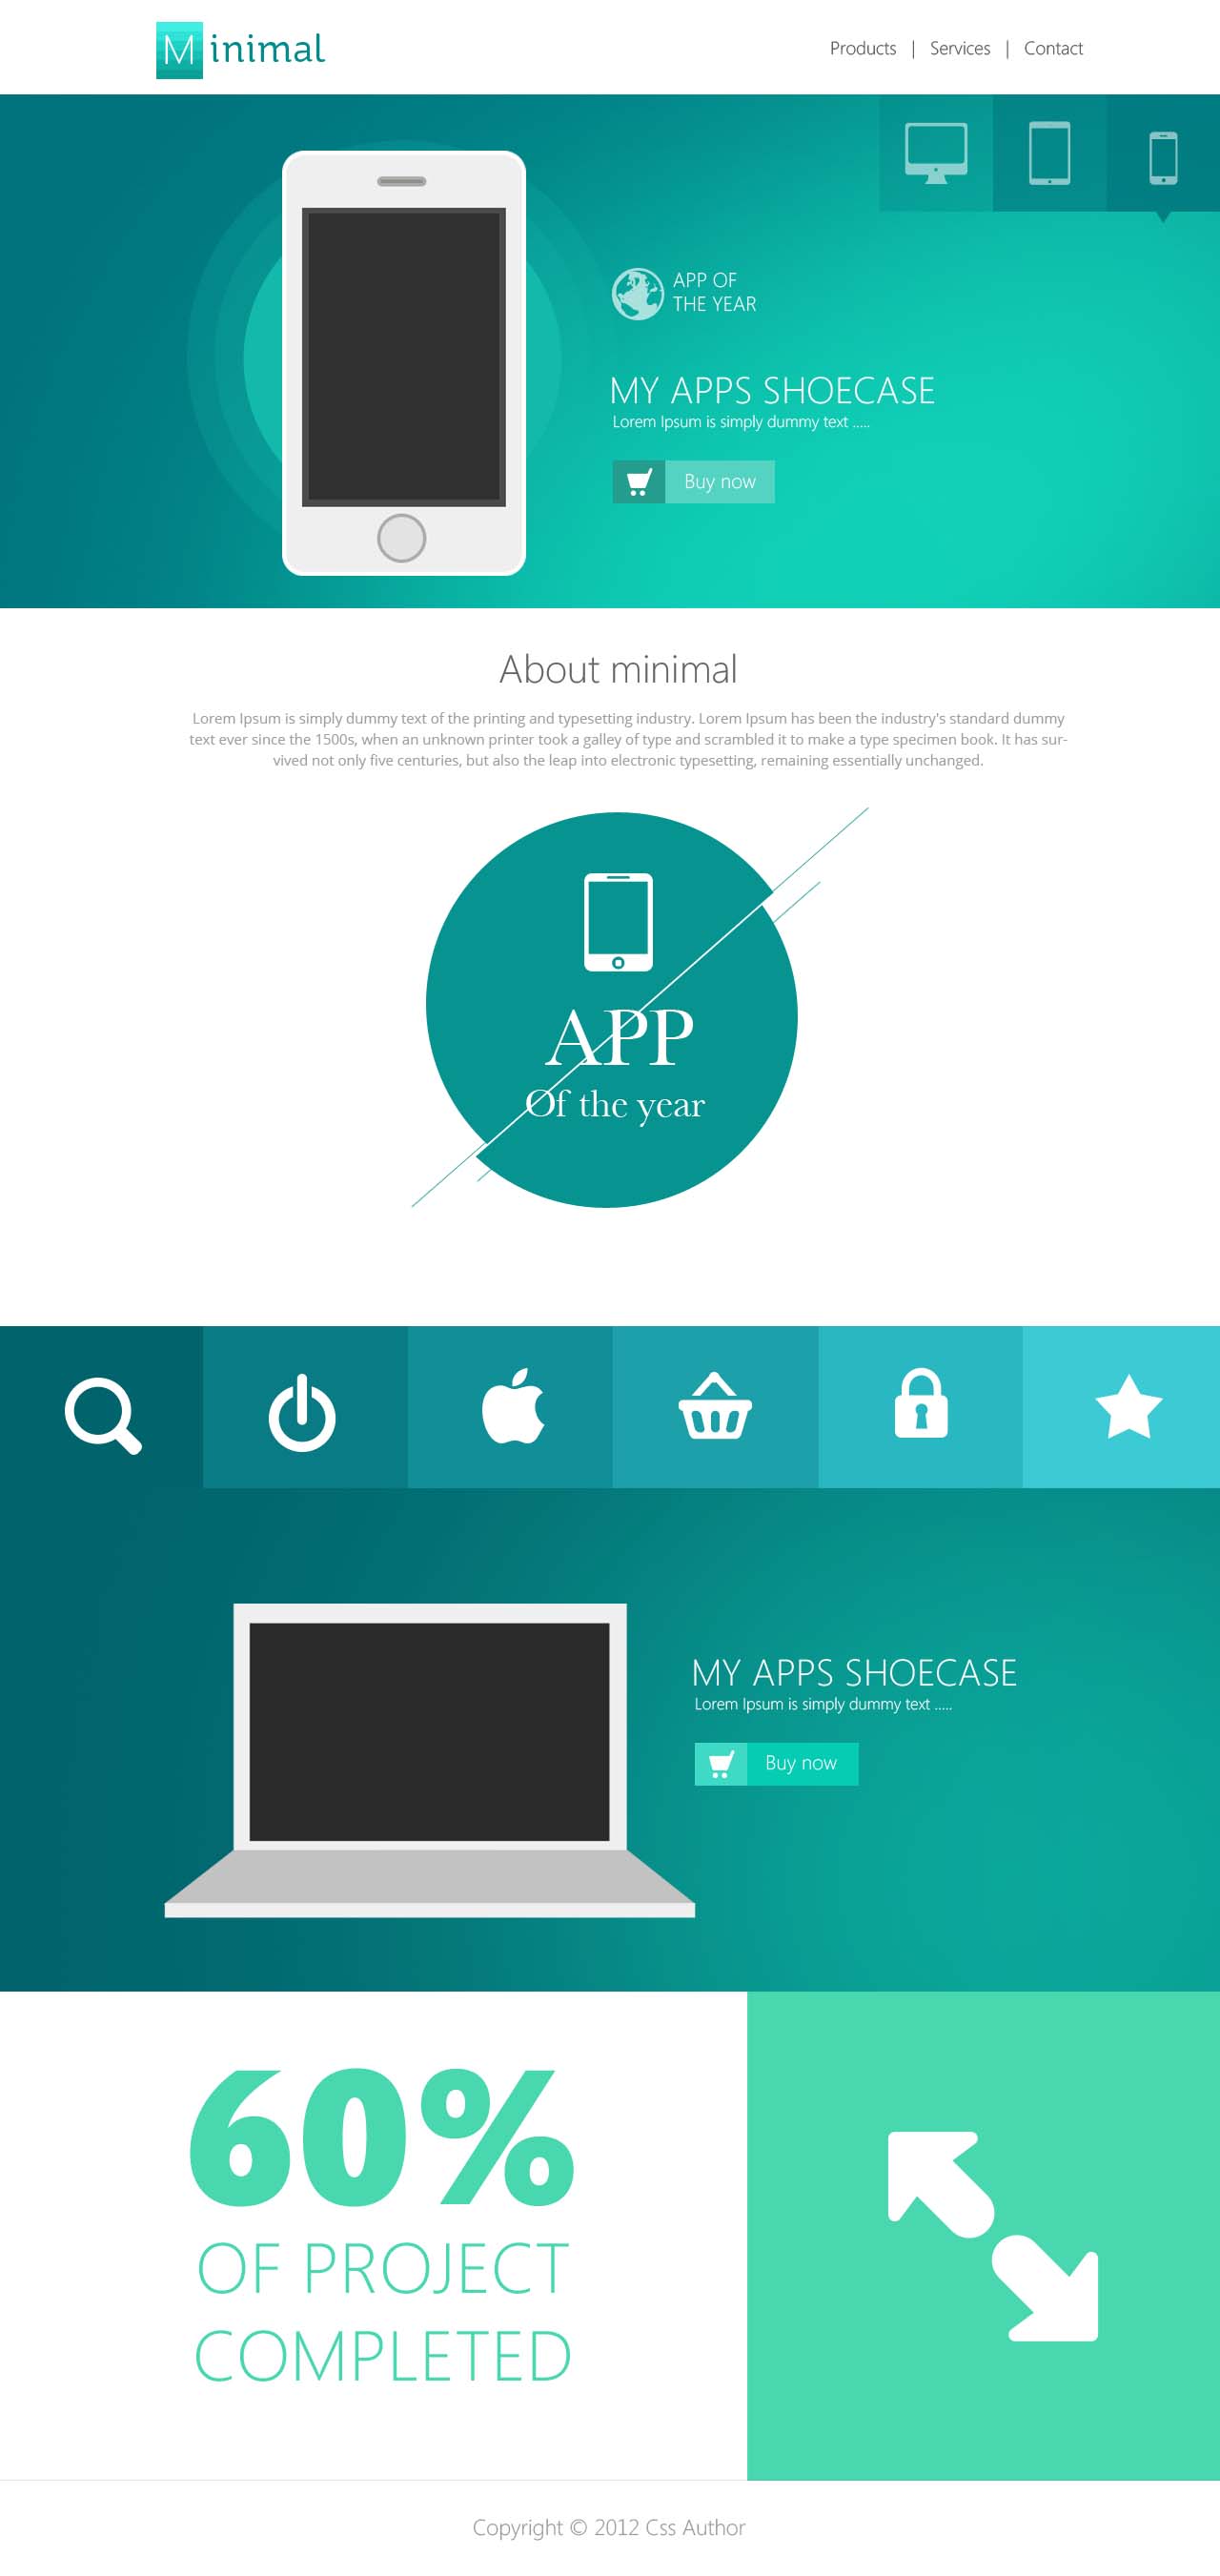 Minimal
Products | Services | Contact
APP OF
THE YEAR
MY APPS SHOECASE
Lorem Ipsum is simply dummy text .....
Buy now
About minimal
Lorem Ipsum is simply dummy text of the printing and typesetting industry. Lorem Ipsum has been the industry's standard dummy
text ever since the 1500s, when an unknown printer took a galley of type and scrambled it to make a type specimen book. It has sur-
vived not only five centuries, but also the leap into electronic typesetting, remaining essentially unchanged.
APP
Of the year
MY APPS SHOECASE
Lorem Ipsum is simply dummy text .....
Buy now
60%
OF PROJECT
COMPLETED
Copyright © 2012 Css Author